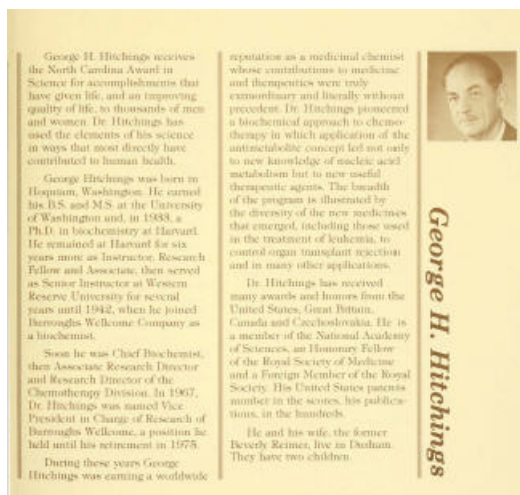 George H. Hitchings receives
the North Carolina Award in
Science for accomplishments that
have given life, and an improving
quality of life, to thousands of men
and women. Dr. Hitchings has
used the elements of his science
in ways that most directly have
contributed to human health.
George Hitchings was born in
Hoquiam, Washington. He earned
his B.S. and M.S. at the University
of Washington and, in 1933, a
Ph.D. in biochemistry at Harvard.
He remained at Harvard for six
years more as Instructor, Research
Fellow and Associate, then served
as Senior Instructor at Western
Reserve University for several
years until 1942, when he joined
Burroughs Wellcome Company as
a biochemist.
Soon he was Chief Biochemist,
then Associate Research Director
and Research Director of the
Chemotherapy Division. In 1967,
Dr. Hitchings was named Vice
President in Charge of Research of
Burroughs Wellcome, a position he
held until his retirement in 1975.
During these years George
Hitchings was earning a worldwide
reputation as a medicinal chemist
whose contributions to medicine
and therapeutics were truly
extraordinary and literally without
precedent. Dr. Hitchings pioneered
a biochemical approach to chemo-
therapy in which application of the
antimetabolite concept led not only
to new knowledge of nucleic acid
metabolism but to new useful
therapeutic agents. The breadth
of the program is illustrated by
the diversity of the new medicines
that emerged, including those used
in the treatment of leukemia, to
control organ transplant rejection
and in many other applications.
Dr. Hitchings has received
many awards and honors from the
United States, Great Britain,
Canada and Czechoslovakia. He is
a member of the National Academy
of Sciences, an Honorary Fellow
of the Royal Society of Medicine
and a Foreign Member of the Royal
Society. His United States patents
number in the scores, his publica-
tions, in the hundreds.
He and his wife, the former
Beverly Reimer, live in Durham.
They have two children.
George H. Hitchings